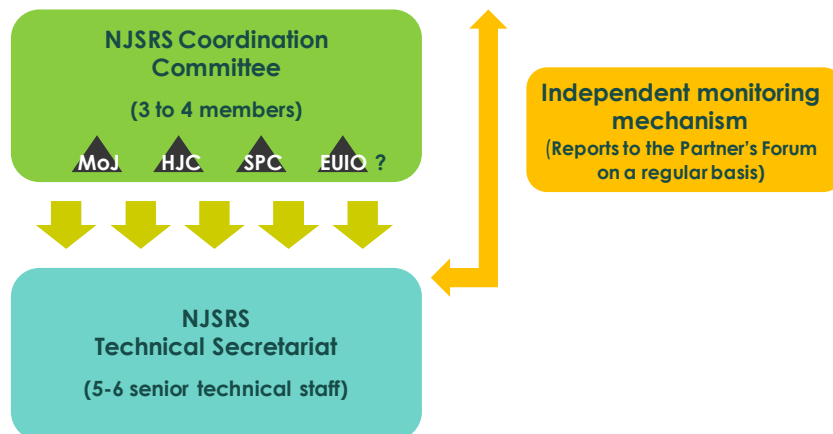 NJSRS Coordination
Committee
(3 to 4 members)
MoJ HJC SPC EUIO ?
Independent monitoring
mechanism
(Reports to the Partner's Forum
on a regular basis)
NJSRS
Technical Secretariat
(5-6 senior technical staff)